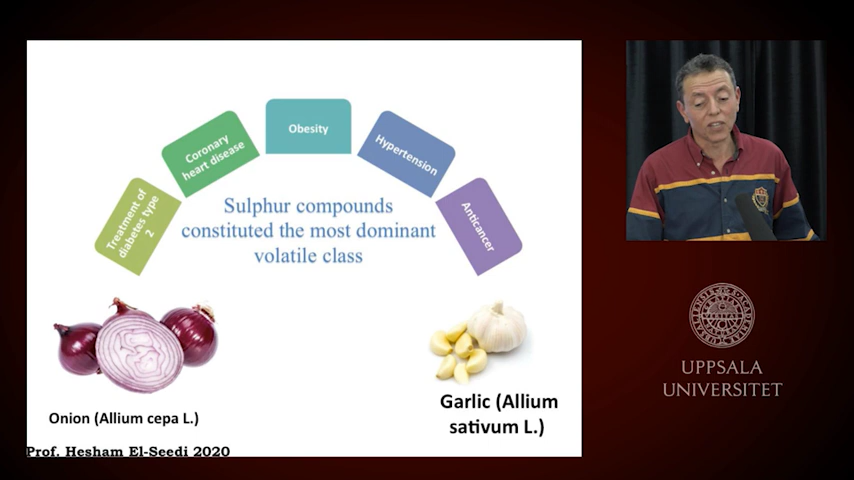 Treatment of
diabetes type
2
Coronary
heart disease
Obesity
Hypertension
Anticancer
Sulphur compounds
constituted the most dominant
volatile class
Onion (Allium cepa L.)
Garlic (Allium
sativum L.)
Prof. Hesham El-Seedi 2020
UPPSALA
UNIVERSITET